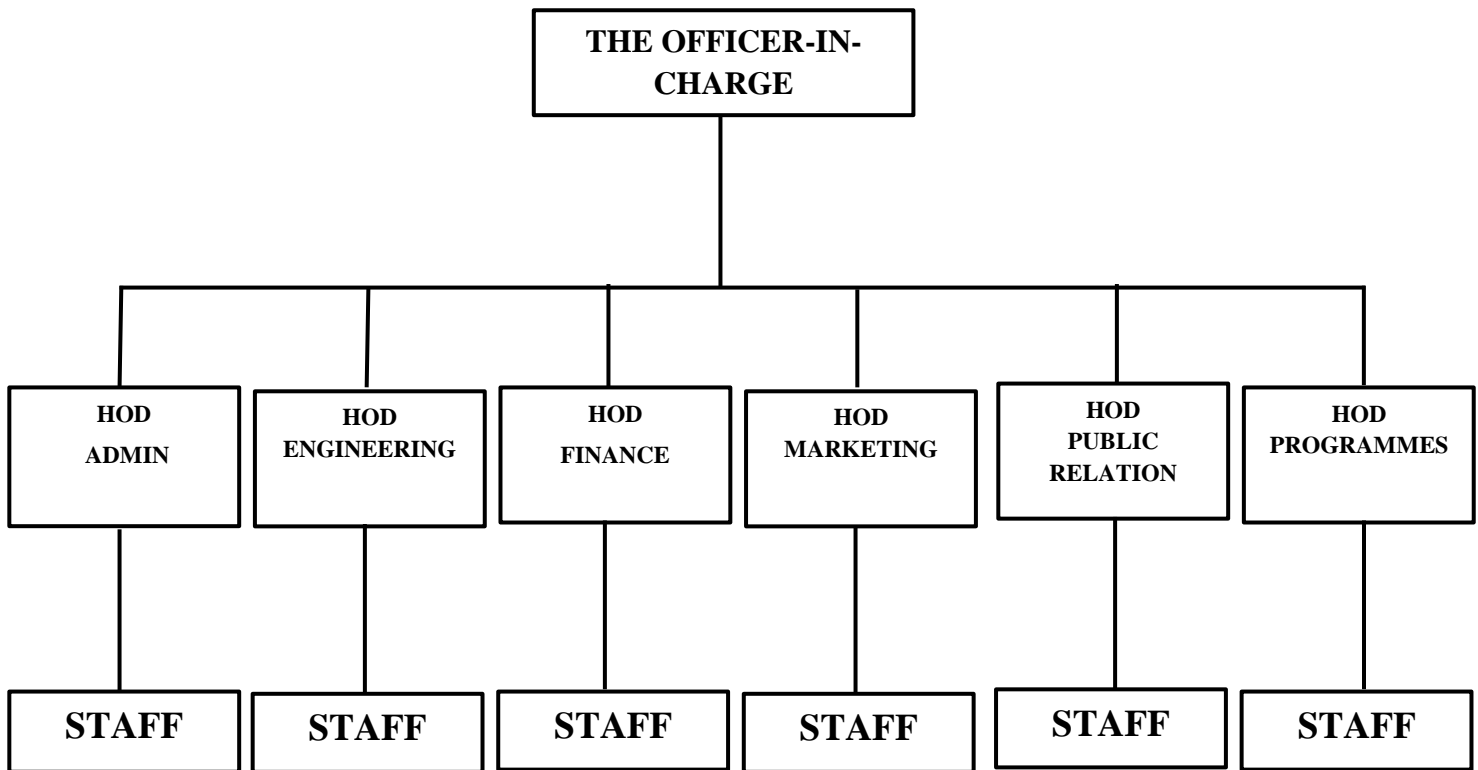 THE OFFICER-IN-
CHARGE
HOD
ADMIN
HOD
ENGINEERING
HOD
FINANCE
HOD
MARKETING
HOD
PUBLIC
RELATION
HOD
PROGRAMMES
STAFF
STAFF
STAFF
STAFF
STAFF
STAFF